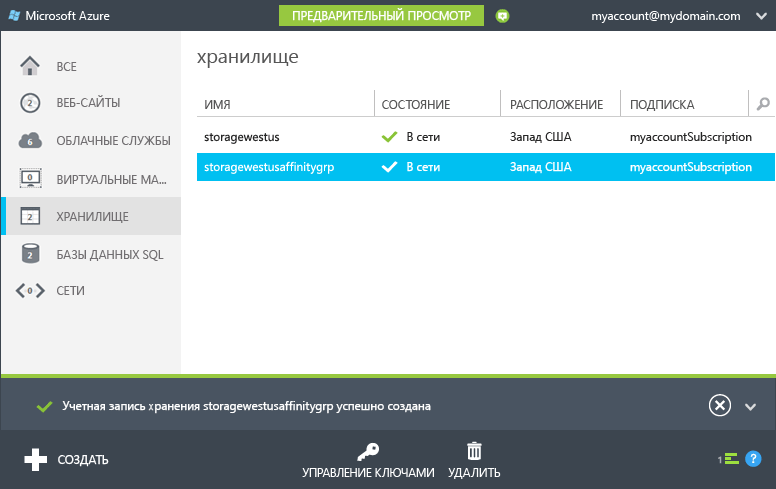 Microsoft Azure
ПРЕДВАРИТЕЛЬНЫЙ ПРОСМОТР
myaccount@mydomain.com
ВСЕ
2 ВЕБ-САЙТЫ
6 ОБЛАЧНЫЕ СЛУЖБЫ
0 ВИРТУАЛЬНЫЕ МА...
2 ХРАНИЛИЩЕ
2 БАЗЫ ДАННЫХ SQL
0 СЕТИ
хранилище
ИМЯ СОСТОЯНИЕ РАСПОЛОЖЕНИЕ ПОДПИСКА
storagewestus В сети Запад США myaccountSubscription
storagewestusaffinitygrp В сети Запад США myaccountSubscription
Учетная запись хранения storagewestusaffinitygrp успешно создана
СОЗДАТЬ
УПРАВЛЕНИЕ КЛЮЧАМИ
УДАЛИТЬ
1
?